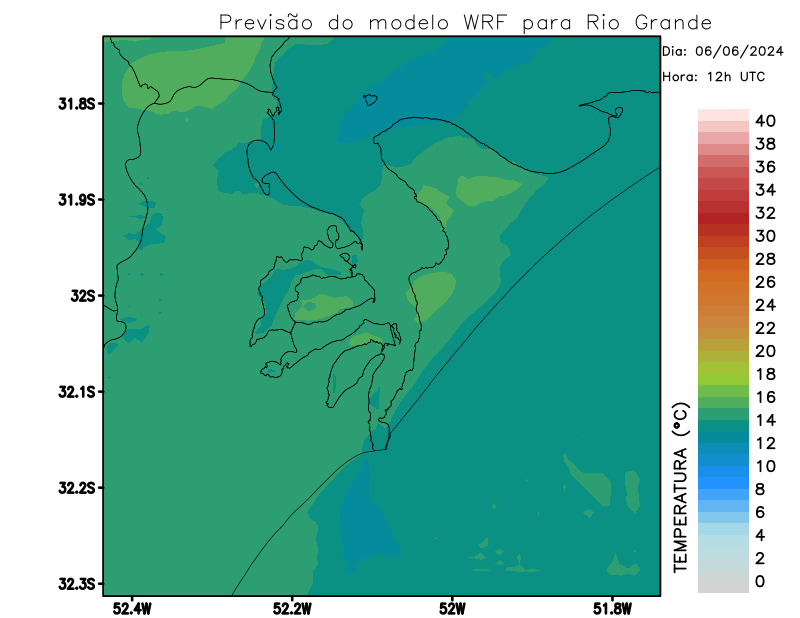 Previsão do modelo WRF para Rio Grande
Dia: 06/06/2024
Hora: 12h UTC
31.8S
31.9S
32S
32.1S
32.2S
32.3S
52.4W
52.2W
52W
51.8W
TEMPERATURA (°C)
40
38
36
34
32
30
28
26
24
22
20
18
16
14
12
10
8
6
4
2
0